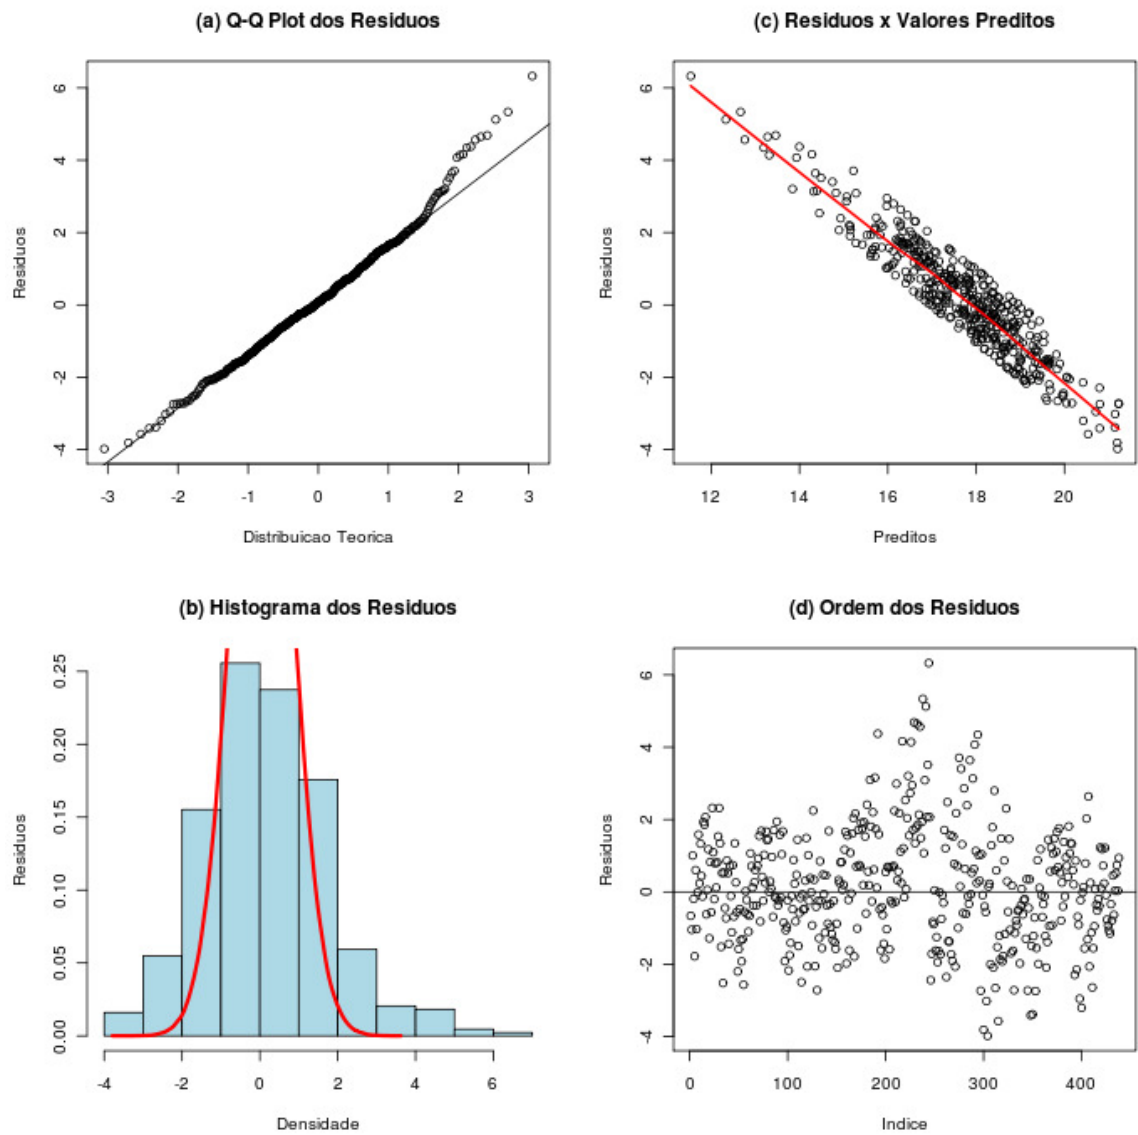 (a) Q-Q Plot dos Residuos
Residuos
-4 -2 0 2 4 6
-3 -2 -1 0 1 2 3
Distribuicao Teorica
(c) Residuos x Valores Preditos
Residuos
-4 -2 0 2 4 6
12 14 16 18 20
Preditos
(b) Histograma dos Residuos
Residuos
0.00 0.05 0.10 0.15 0.20 0.25
-4 -2 0 2 4 6
Densidade
(d) Ordem dos Residuos
Residuos
-4 -2 0 2 4 6
0 100 200 300 400
Indice